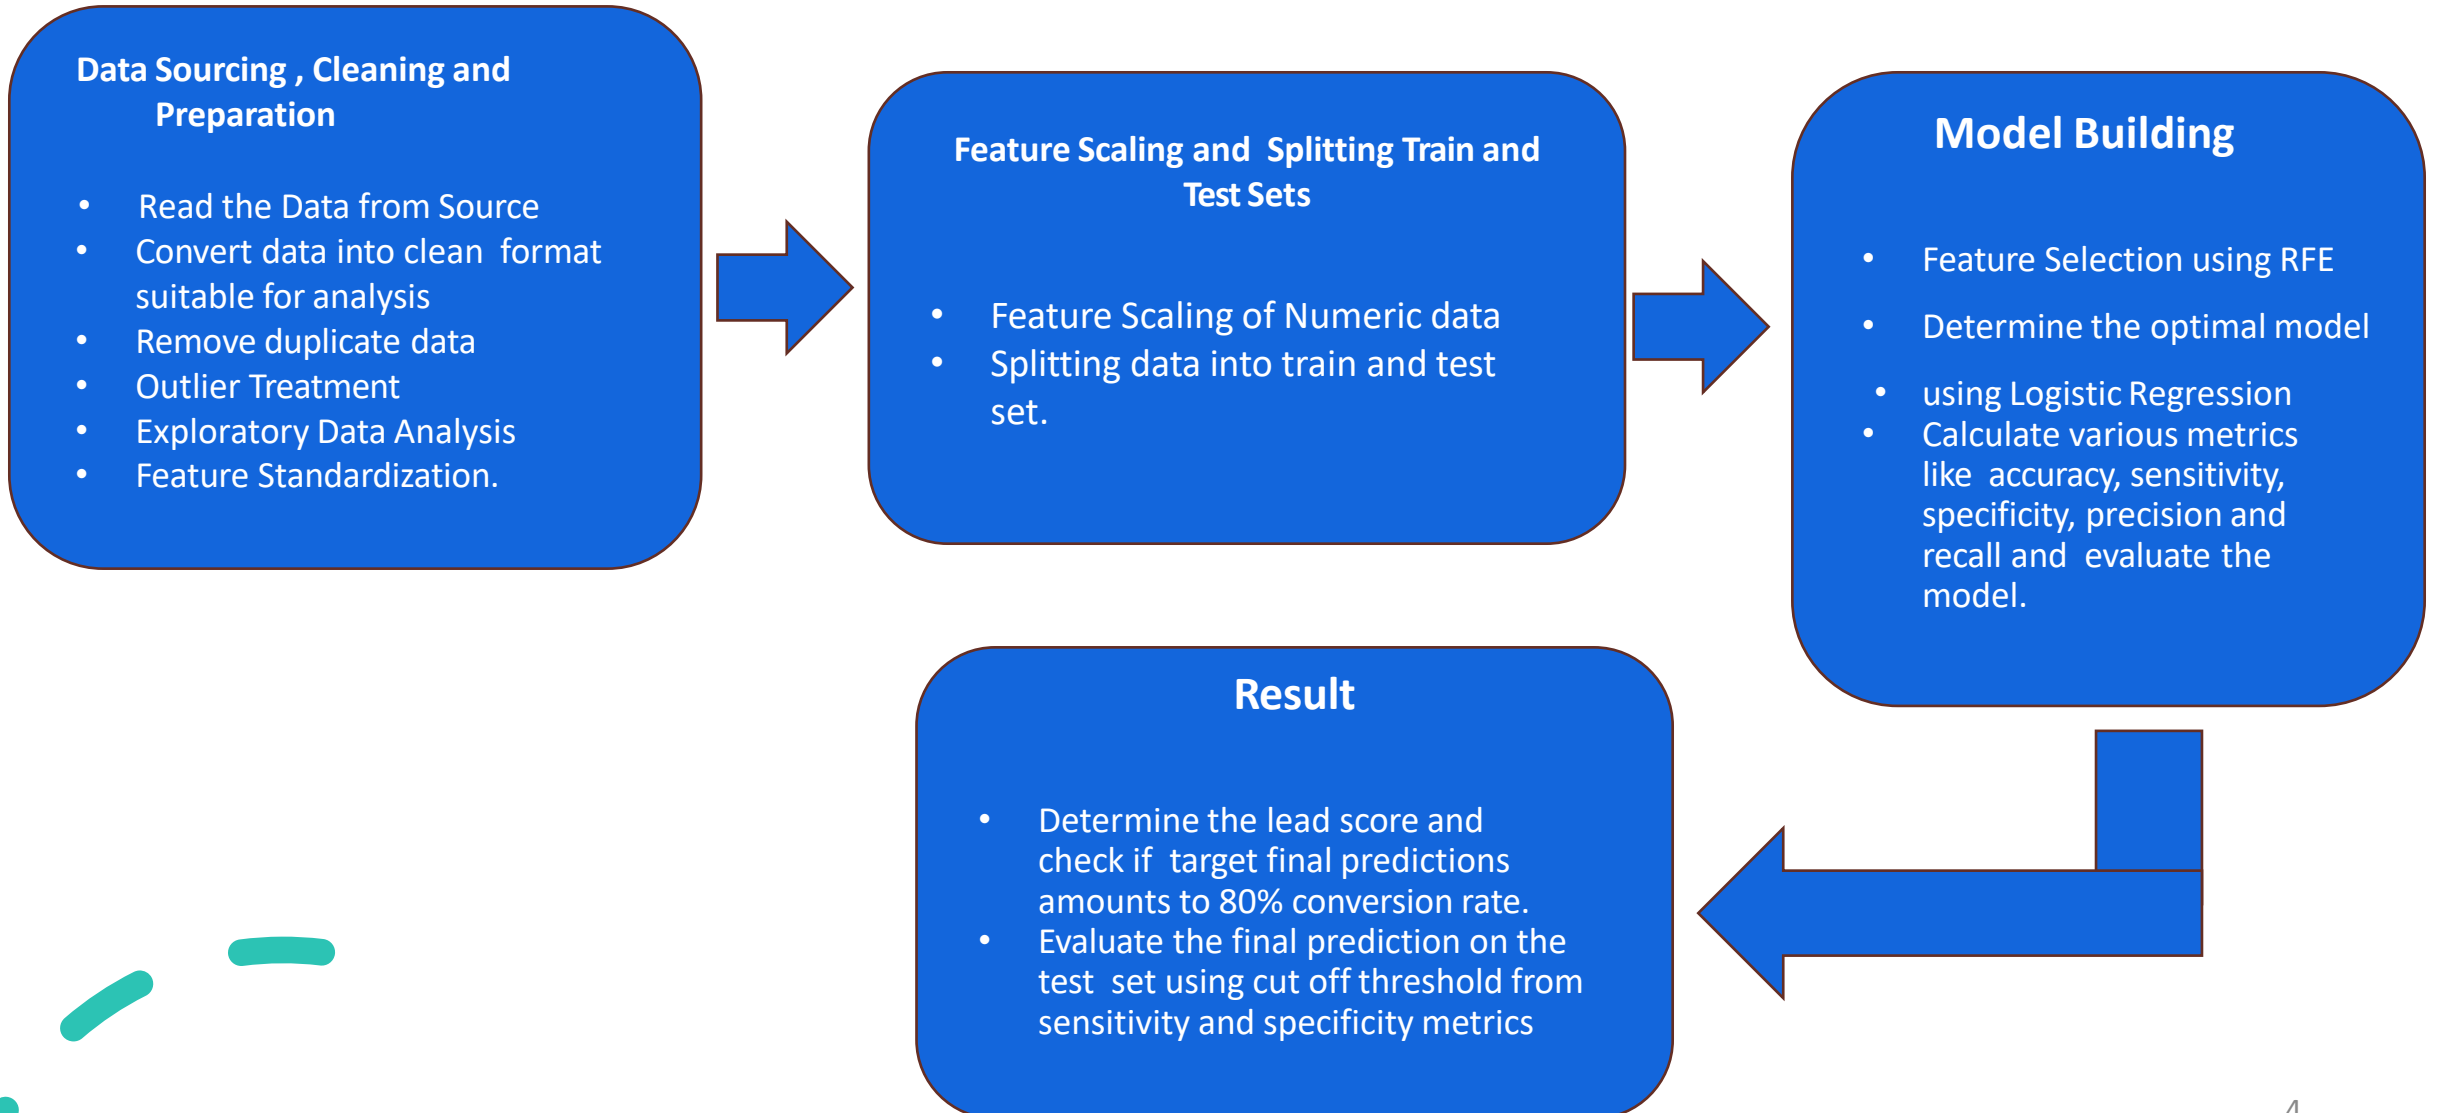 Data Sourcing , Cleaning and
Preparation
• Read the Data from Source
• Convert data into clean format
suitable for analysis
• Remove duplicate data
• Outlier Treatment
• Exploratory Data Analysis
• Feature Standardization.
Feature Scaling and Splitting Train and
Test Sets
• Feature Scaling of Numeric data
• Splitting data into train and test
set.
Model Building
• Feature Selection using RFE
• Determine the optimal model
• using Logistic Regression
• Calculate various metrics
like accuracy, sensitivity,
specificity, precision and
recall and evaluate the
model.
Result
• Determine the lead score and
check if target final predictions
amounts to 80% conversion rate.
• Evaluate the final prediction on the
test set using cut off threshold from
sensitivity and specificity metrics
4